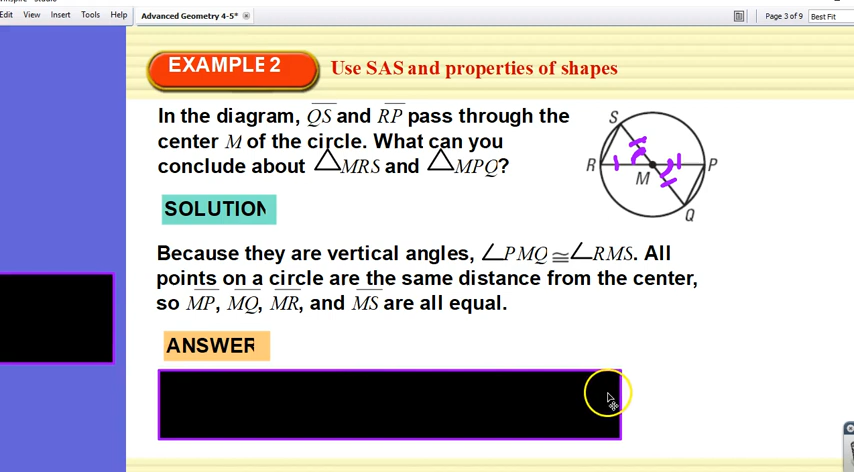 Edit View Insert Tools Help Advanced Geometry 4-5* Page 3 of 9 Best Fit
EXAMPLE 2 Use SAS and properties of shapes
In the diagram, QS and RP pass through the
center M of the circle. What can you
conclude about △MRS and △MPQ?
S
R
P
M
Q
SOLUTION
Because they are vertical angles, ∠PMQ ≅ ∠RMS. All
points on a circle are the same distance from the center,
so MP, MQ, MR, and MS are all equal.
ANSWER